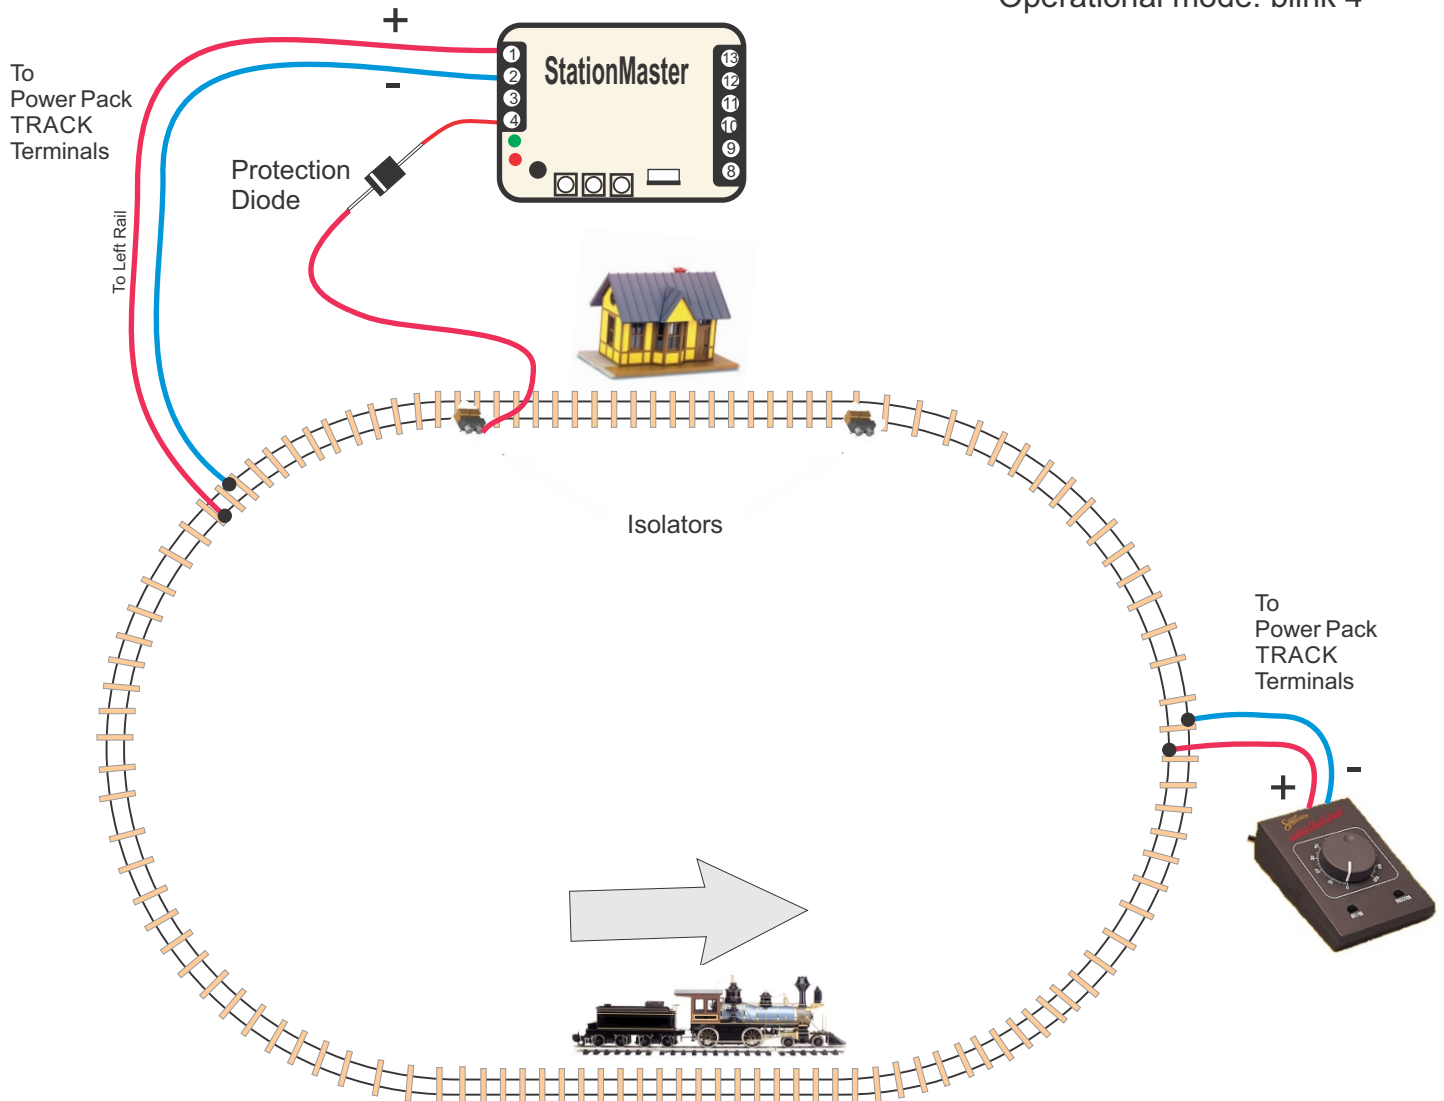 Operational mode: blink 4
+
-
To
Power Pack
TRACK
Terminals
StationMaster
1
2
3
4
13
12
11
10
9
8
Protection
Diode
To Left Rail
Isolators
To
Power Pack
TRACK
Terminals
+
-